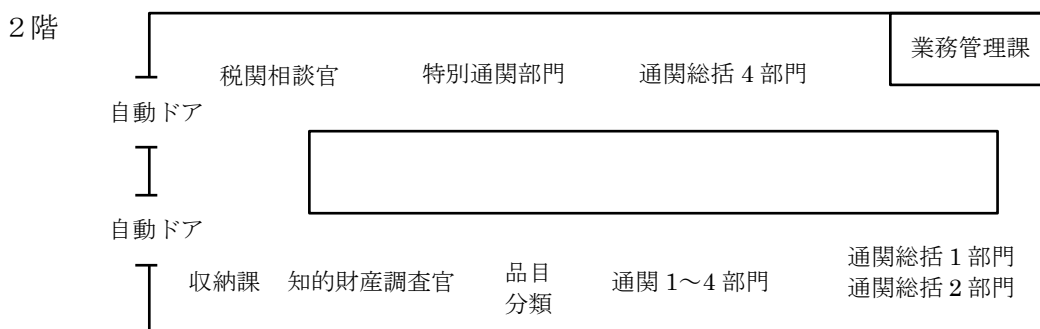 ２階
業務管理課
税関相談官
特別通関部門
通関総括 4 部門
自動ドア
自動ドア
収納課
知的財産調査官
品目
分類
通関 1～4 部門
通関総括 1 部門
通関総括 2 部門